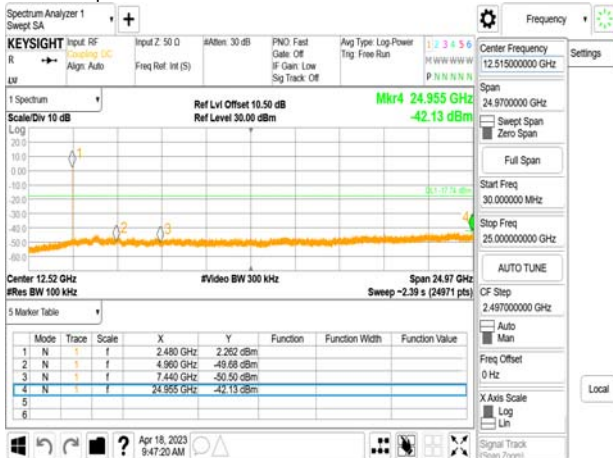 Spectrum Analyzer 1
Swept SA
+
Frequency
KEYSIGHT Input: RF
Coupling: DC
Align: Auto
Input Z: 50 Ω
Freq Ref: Int (S)
#Atten: 30 dB
PNO: Fast
Gate: Off
IF Gain: Low
Sig Track: Off
Avg Type: Log-Power
Trig: Free Run
1 2 3 4 5 6
M W W W W W
P N N N N N
R
1 Spectrum
Scale/Div 10 dB
Ref Lvl Offset 10.50 dB
Ref Level 30.00 dBm
Mkr4 24.955 GHz
-42.13 dBm
Log
20.0
10.0
0.00
-10.0
-20.0
-30.0
-40.0
-50.0
-60.0
1
2
3
4
Center 12.52 GHz
#Res BW 100 kHz
#Video BW 300 kHz
Span 24.97 GHz
Sweep ~2.39 s (24971 pts)
5 Marker Table
Mode Trace Scale X Y Function Function Width Function Value
1 N 1 f 2.480 GHz 2.262 dBm
2 N 1 f 4.960 GHz -49.68 dBm
3 N 1 f 7.440 GHz -50.50 dBm
4 N 1 f 24.955 GHz -42.13 dBm
5
6
Apr 18, 2023
9:47:20 AM
Center Frequency
12.515000000 GHz
Span
24.9700000 GHz
Swept Span
Zero Span
Full Span
Start Freq
30.000000 MHz
Stop Freq
25.000000000 GHz
AUTO TUNE
CF Step
2.497000000 GHz
Auto
Man
Freq Offset
0 Hz
X Axis Scale
Log
Lin
Signal Track
(Span Zoom)
Settings
Local